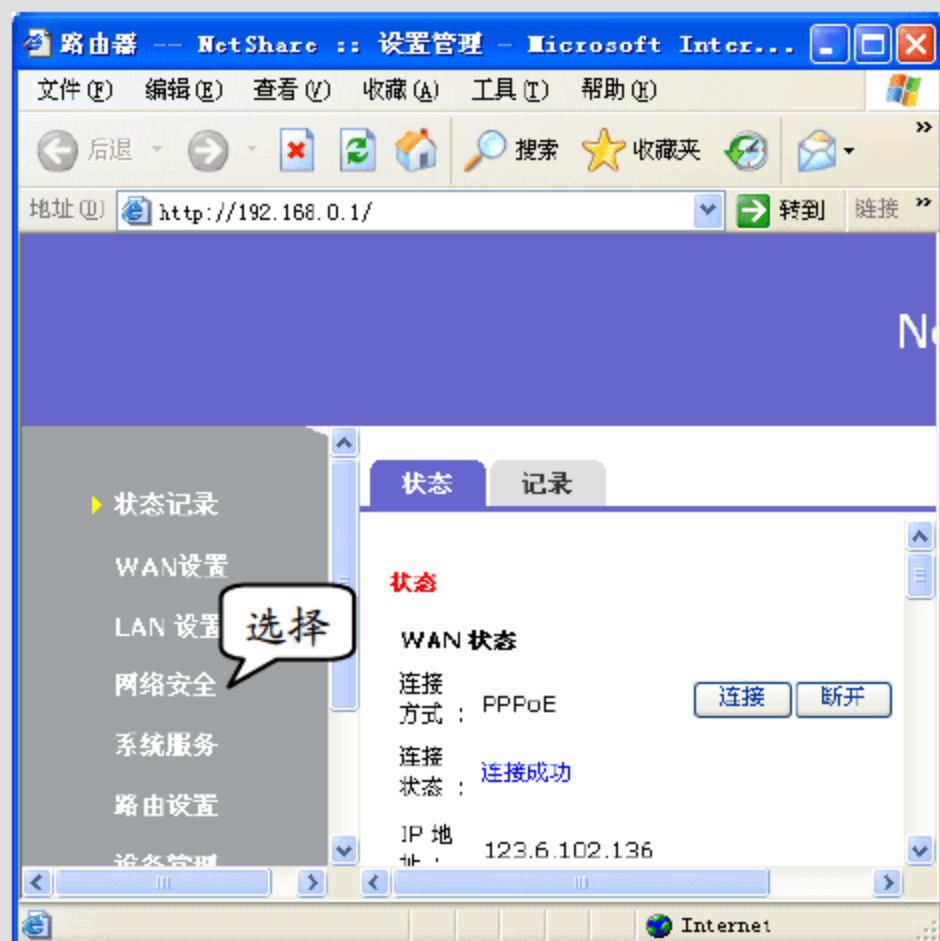 路由器 -- NetShare :: 设置管理 - Microsoft Inter...
文件(F) 编辑(E) 查看(V) 收藏(A) 工具(T) 帮助(H)
后退 搜索 收藏夹
地址(D) http://192.168.0.1/ 转到 链接
状态 记录
状态记录
WAN设置
LAN 设置
选择
网络安全
系统服务
路由设置
设备管理
状态
WAN 状态
连接
方式 : PPPoE 连接 断开
连接
状态 : 连接成功
IP 地
址 : 123.6.102.136
Internet